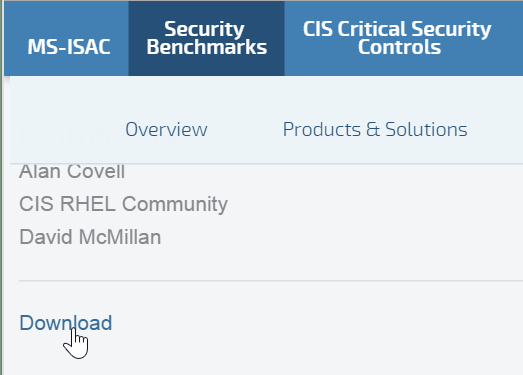 MS-ISAC
Security
Benchmarks
CIS Critical Security
Controls
Overview
Products & Solutions
Alan Covell
CIS RHEL Community
David McMillan
Download